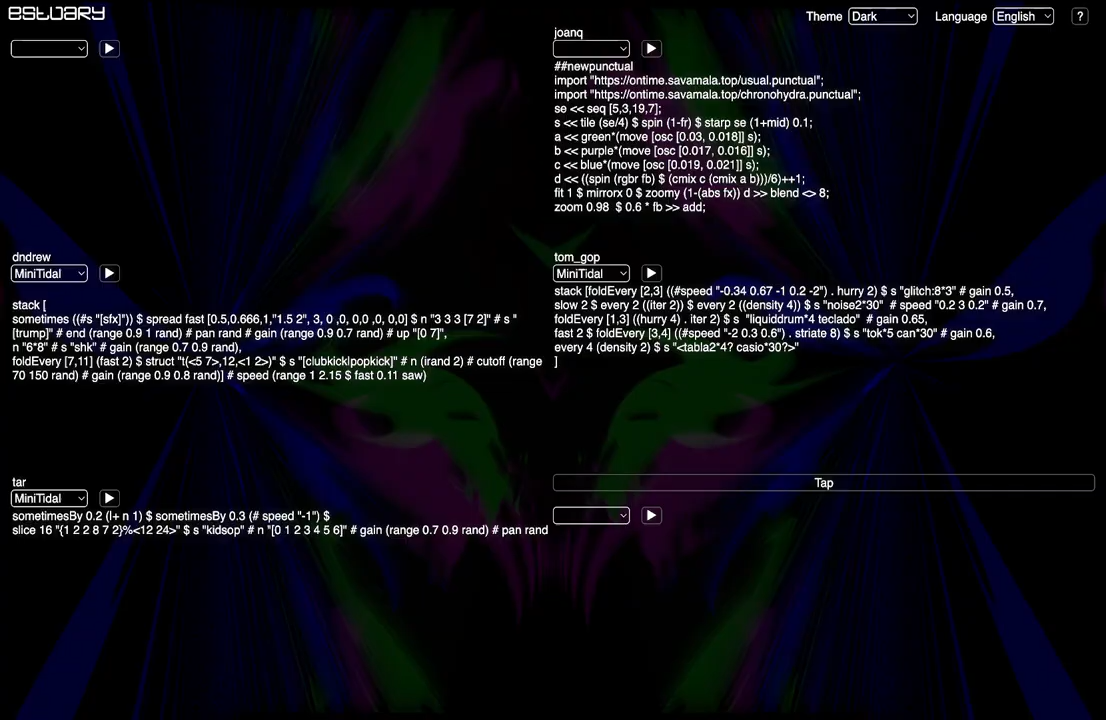 estuary
Theme Dark Language English ?
joanq
##newpunctual
import "https://ontime.savamala.top/usual.punctual";
import "https://ontime.savamala.top/chronohydra.punctual";
se << seq [5,3,19,7];
s << tile (se/4) $ spin (1-fr) $ starp se (1+mid) 0.1;
a << green*(move [osc [0.03, 0.018]] s);
b << purple*(move [osc [0.017, 0.016]] s);
c << blue*(move [osc [0.019, 0.021]] s);
d << ((spin (rgbr fb) $ (cmix c (cmix a b)))/6)++1;
fit 1 $ mirrorx 0 $ zoomy (1-(abs fx)) d >> blend <> 8;
zoom 0.98  $ 0.6 * fb >> add;
dndrew
MiniTidal
stack [
sometimes ((#s "[sfx]")) $ spread fast [0.5,0.666,1,"1.5 2", 3, 0 ,0, 0,0 ,0, 0,0] $ n "3 3 3 [7 2]" # s "
[trump]" # end (range 0.9 1 rand) # pan rand # gain (range 0.9 0.7 rand) # up "[0 7]",
n "6*8" # s "shk" # gain (range 0.7 0.9 rand),
foldEvery [7,11] (fast 2) $ struct "t(<5 7>,12,<1 2>)" $ s "[clubkick|popkick]" # n (irand 2) # cutoff (range
70 150 rand) # gain (range 0.9 0.8 rand)] # speed (range 1 2.15 $ fast 0.11 saw)
tom_gop
MiniTidal
stack [foldEvery [2,3] ((#speed "-0.34 0.67 -1 0.2 -2") . hurry 2) $ s "glitch:8*3" # gain 0.5,
slow 2 $ every 2 ((iter 2)) $ every 2 ((density 4)) $ s "noise2*30"  # speed "0.2 3 0.2" # gain 0.7,
foldEvery [1,3] ((hurry 4) . iter 2) $ s  "liquiddrum*4 teclado"  # gain 0.65,
fast 2 $ foldEvery [3,4] ((#speed "-2 0.3 0.6") . striate 8) $ s "tok*5 can*30" # gain 0.6,
every 4 (density 2) $ s "<tabla2*4? casio*30?>"
]
tar
MiniTidal
sometimesBy 0.2 (|+ n 1) $ sometimesBy 0.3 (# speed "-1") $
slice 16 "{1 2 2 8 7 2}%<12 24>" $ s "kidsop" # n "[0 1 2 3 4 5 6]" # gain (range 0.7 0.9 rand) # pan rand
Tap